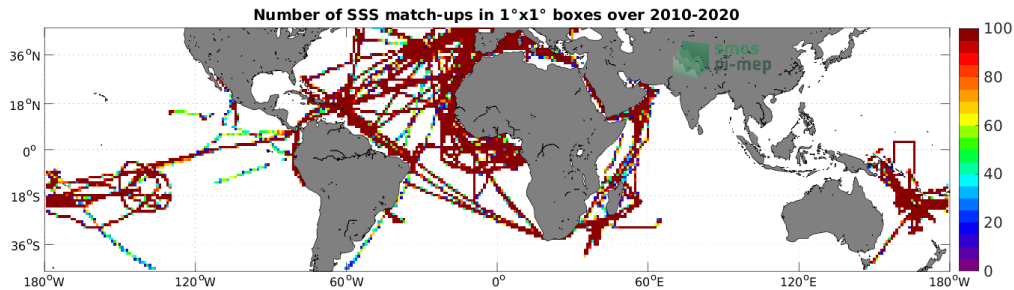 Number of SSS match-ups in 1°x1° boxes over 2010-2020
smos
pi-mep
36°N
18°N
0°
18°S
36°S
180°W
120°W
60°W
0°
60°E
120°E
180°W
100
80
60
40
20
0